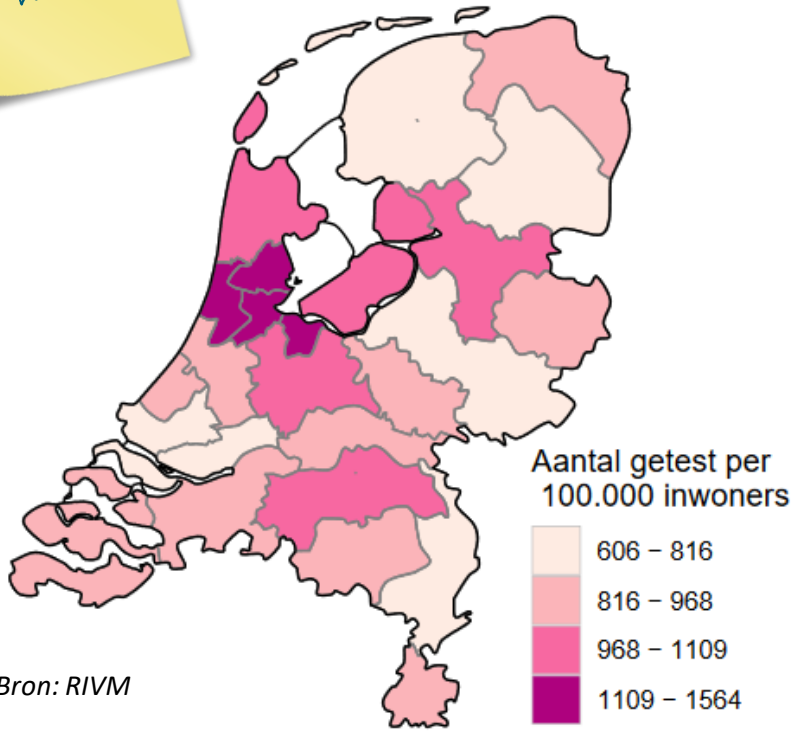 Aantal getest per
100.000 inwoners
606 – 816
816 – 968
968 – 1109
1109 – 1564
Bron: RIVM